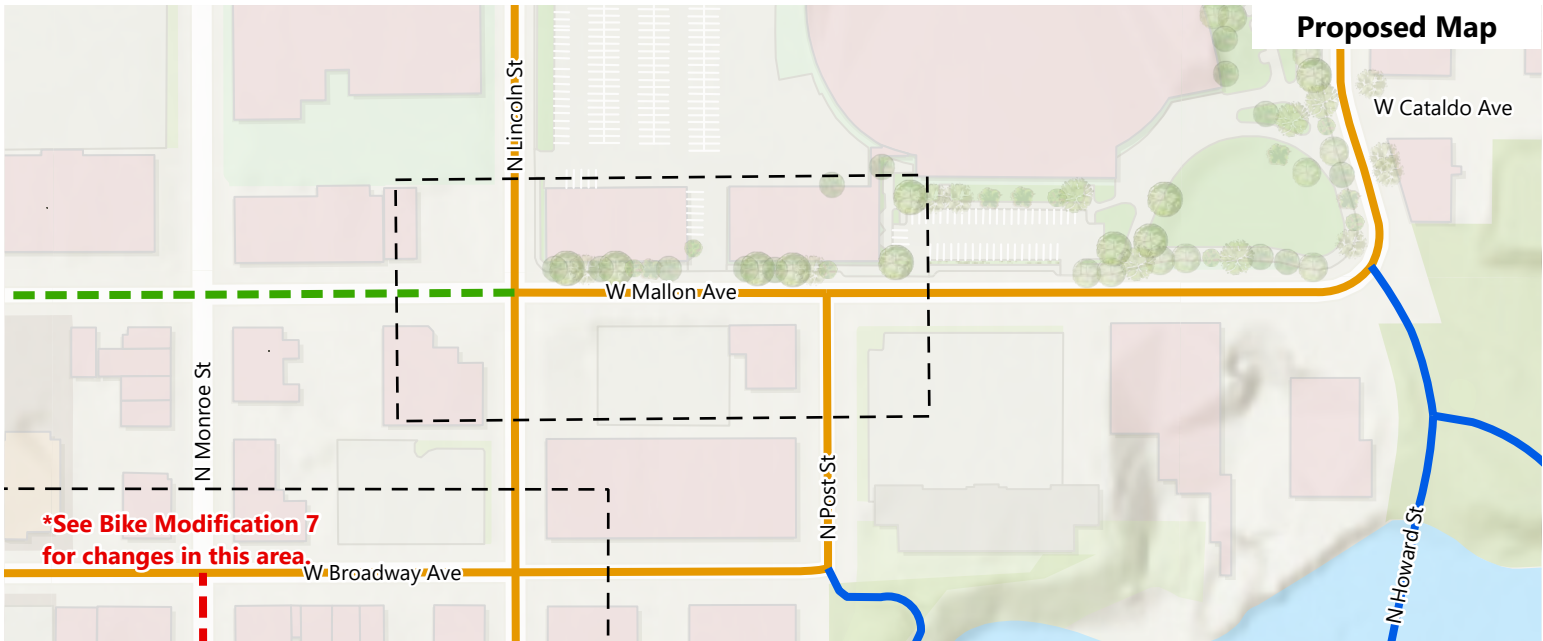 Proposed Map
N Lincoln St
W Cataldo Ave
W Mallon Ave
N Monroe St
N Post St
*See Bike Modification 7
for changes in this area.
W Broadway Ave
N Howard St